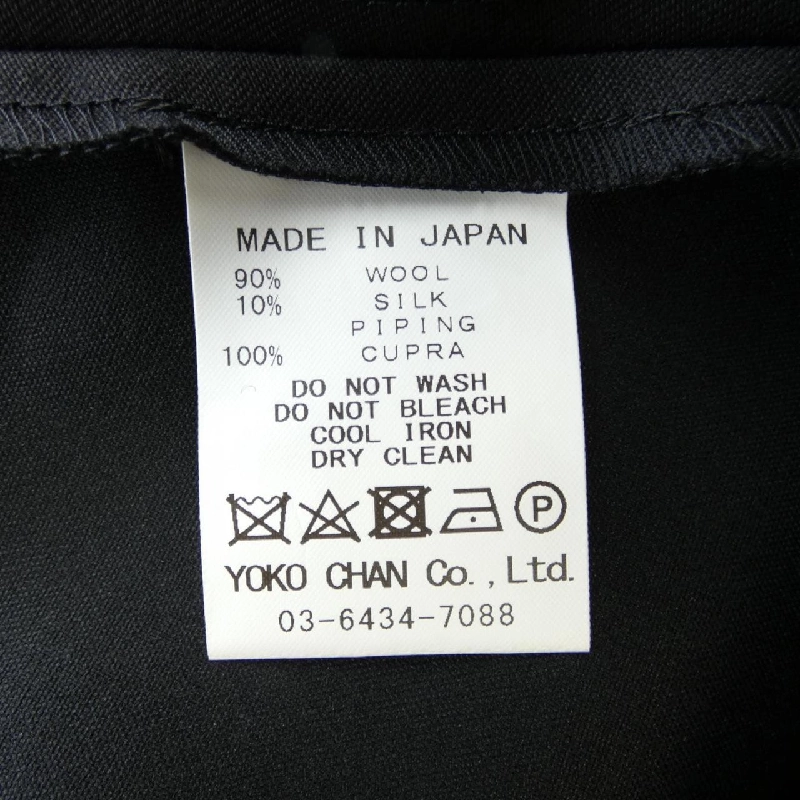 MADE IN JAPAN
90% WOOL
10% SILK
PIPING
100% CUPRA
DO NOT WASH
DO NOT BLEACH
COOL IRON
DRY CLEAN
P
YOKO CHAN Co.,Ltd.
03-6434-7088